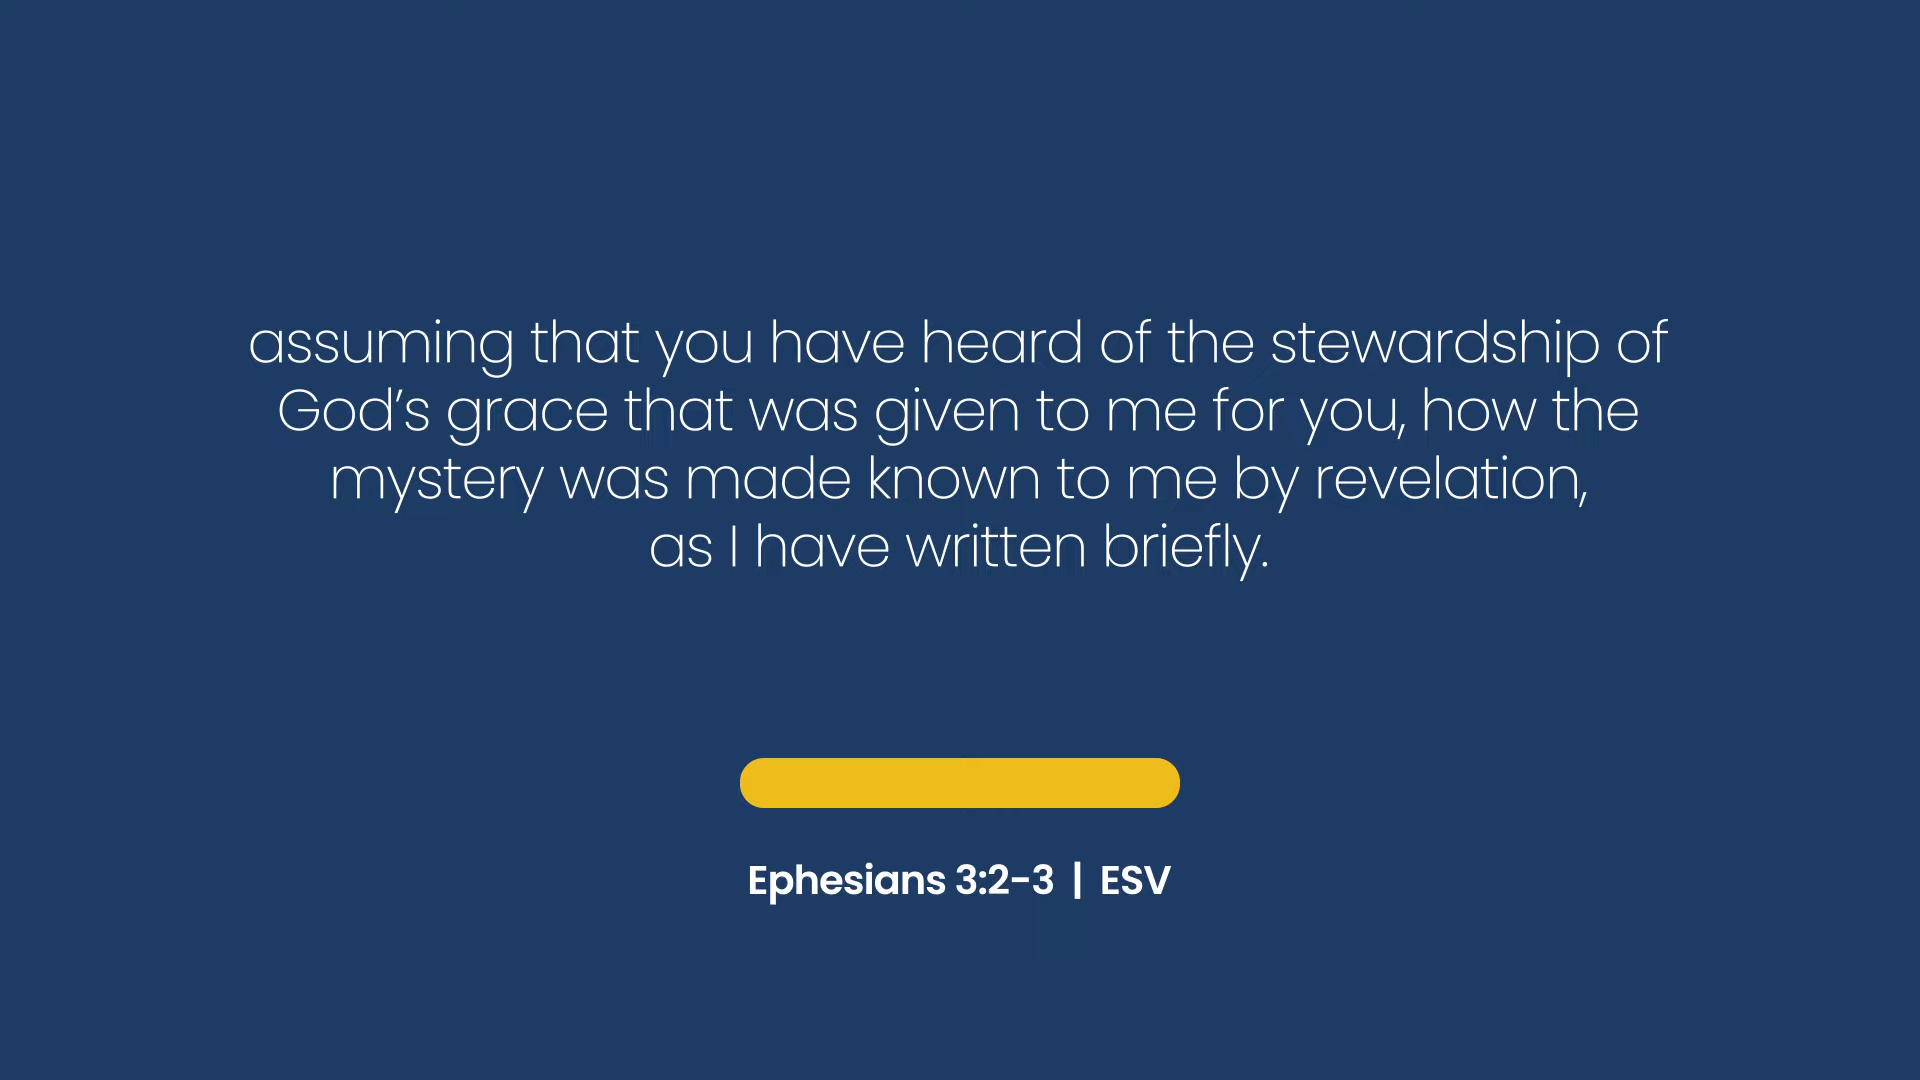 assuming that you have heard of the stewardship of
God’s grace that was given to me for you, how the
mystery was made known to me by revelation,
as I have written briefly.
Ephesians 3:2-3 | ESV